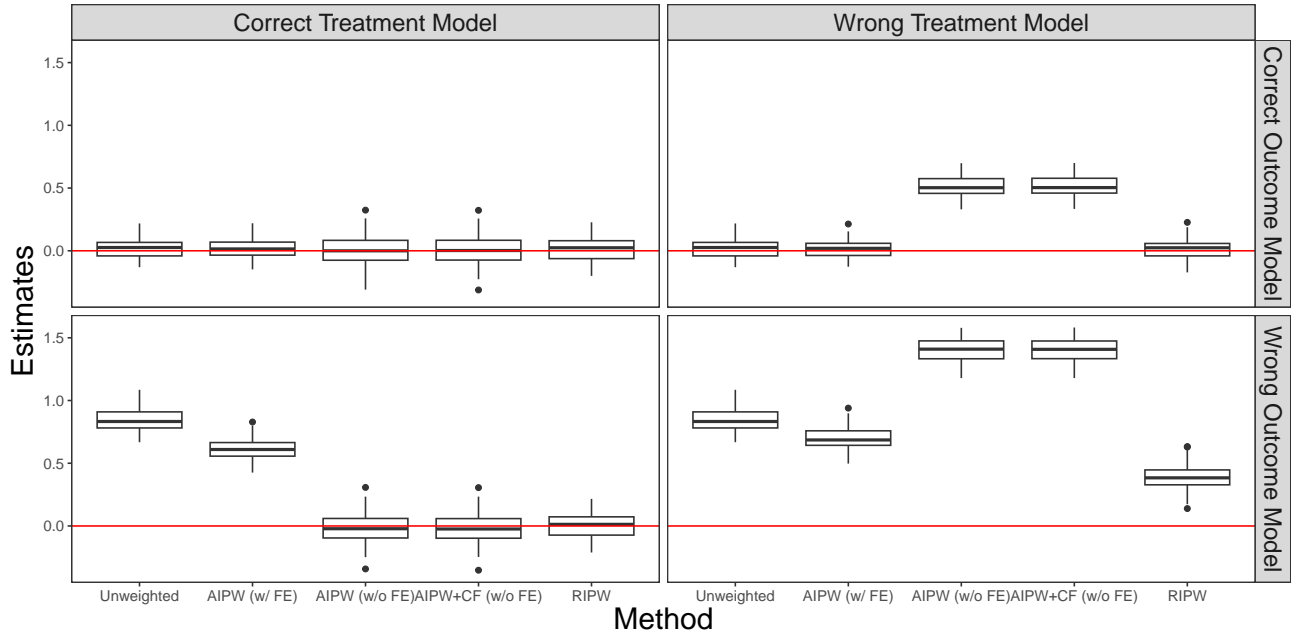 Correct Treatment Model
Wrong Treatment Model
Correct Outcome Model
Wrong Outcome Model
Estimates
1.5
1.0
0.5
0.0
1.5
1.0
0.5
0.0
Unweighted AIPW (w/ FE) AIPW (w/o FE) AIPW+CF (w/o FE) RIPW
Unweighted AIPW (w/ FE) AIPW (w/o FE) AIPW+CF (w/o FE) RIPW
Method